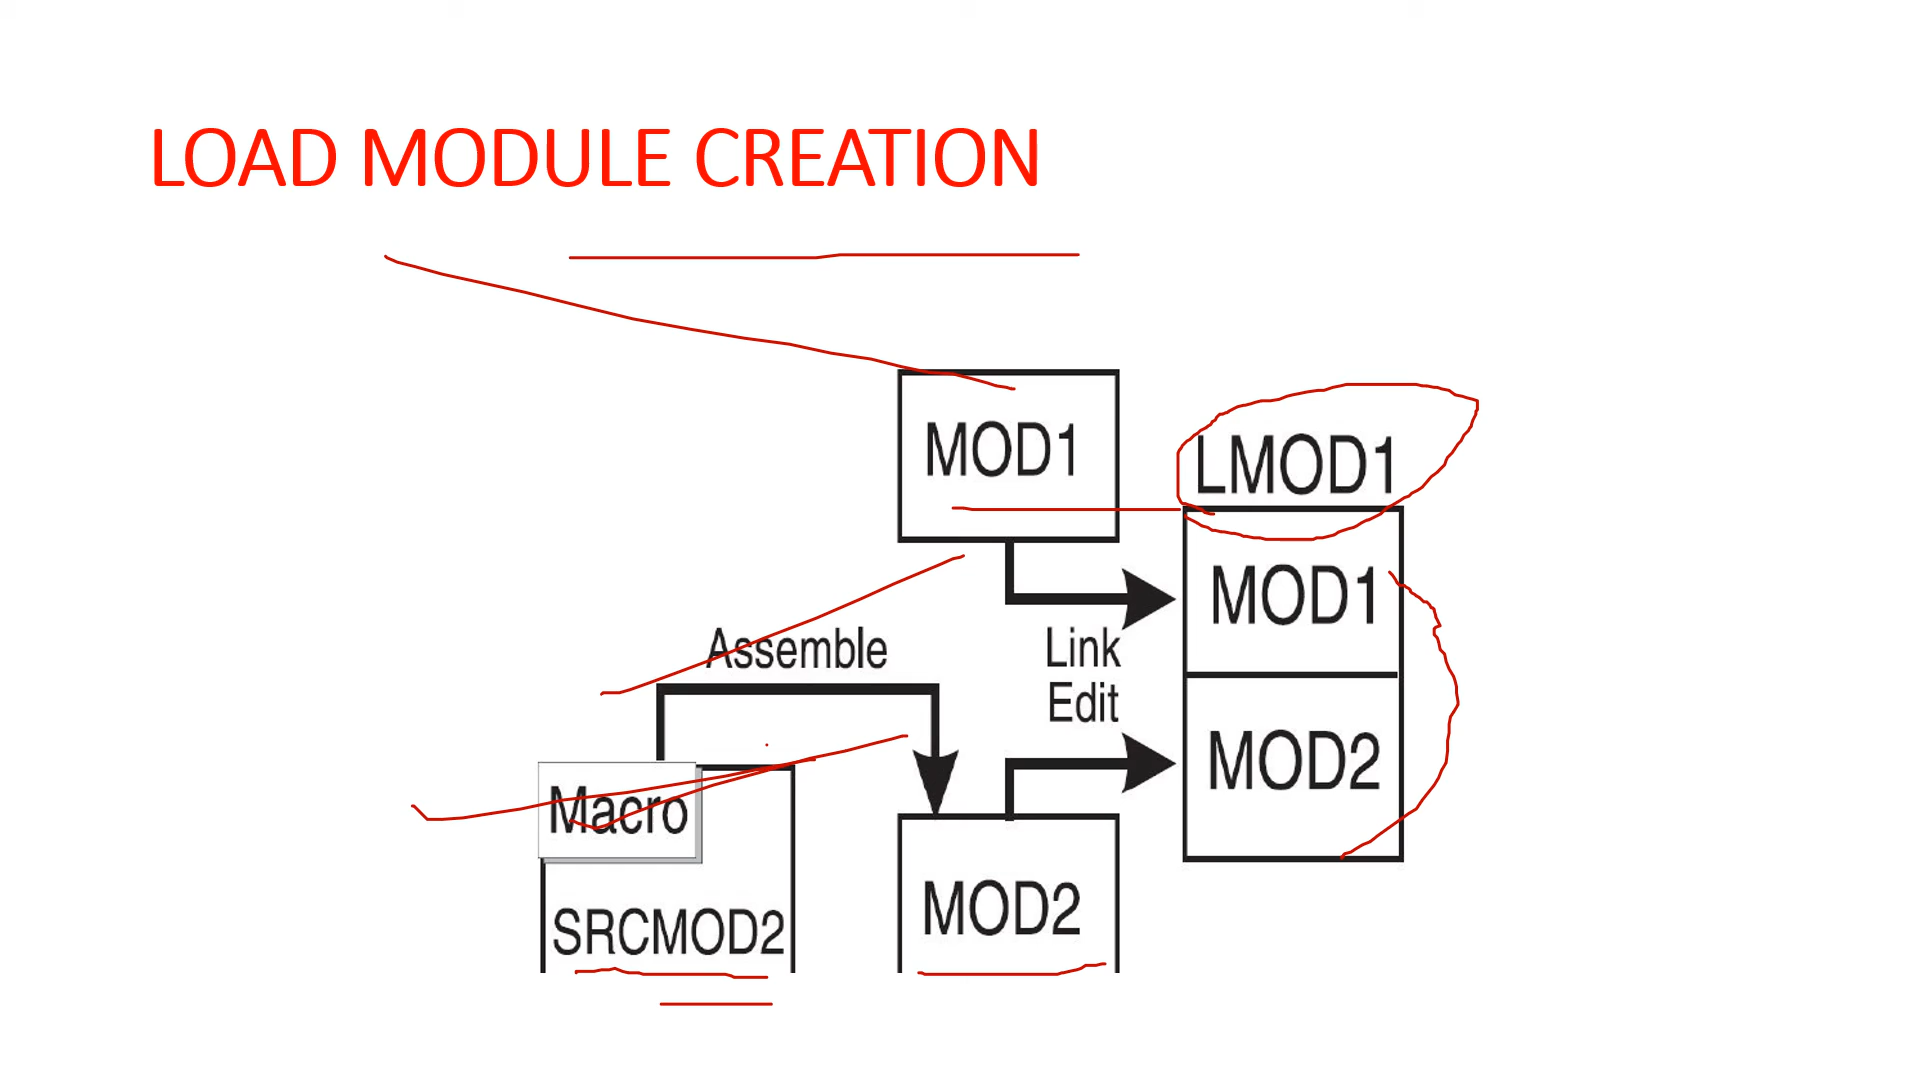 LOAD MODULE CREATION
MOD1
LMOD1
MOD1
Assemble
Link
Edit
MOD2
Macro
MOD2
SRCMOD2